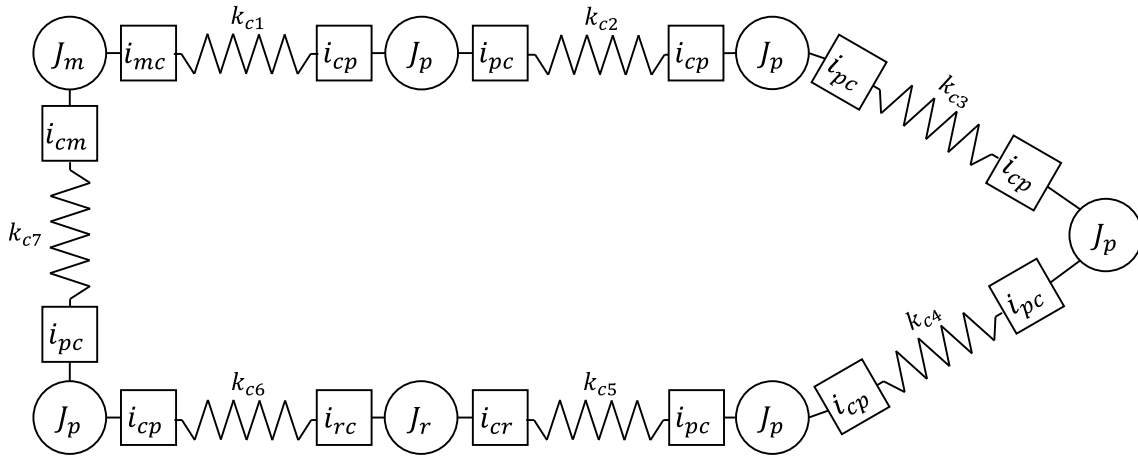 k_{c1}
k_{c2}
J_m
i_{mc}
i_{cp}
J_p
i_{pc}
i_{cp}
J_p
i_{pc}
k_{c3}
i_{cp}
J_p
i_{cm}
k_{c7}
i_{pc}
i_{pc}
k_{c4}
i_{cp}
k_{c6}
k_{c5}
J_p
i_{cp}
i_{rc}
J_r
i_{cr}
i_{pc}
J_p